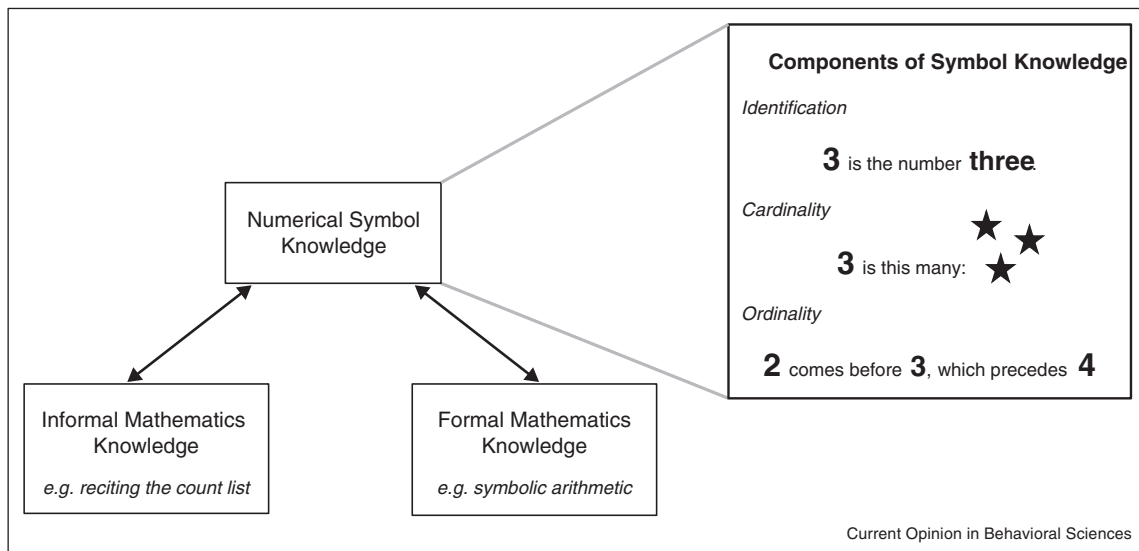 Components of Symbol Knowledge
Identification
3 is the number three.
Cardinality
3 is this many:
Ordinality
2 comes before 3, which precedes 4
Numerical Symbol
Knowledge
Informal Mathematics
Knowledge
e.g. reciting the count list
Formal Mathematics
Knowledge
e.g. symbolic arithmetic
Current Opinion in Behavioral Sciences